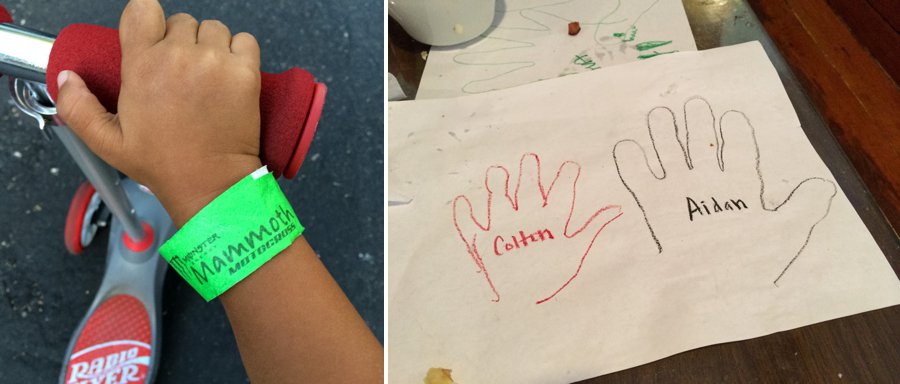 MONSTER
Mammoth
MOTOCROSS
RADIO
FLYER
Colten
Aidan